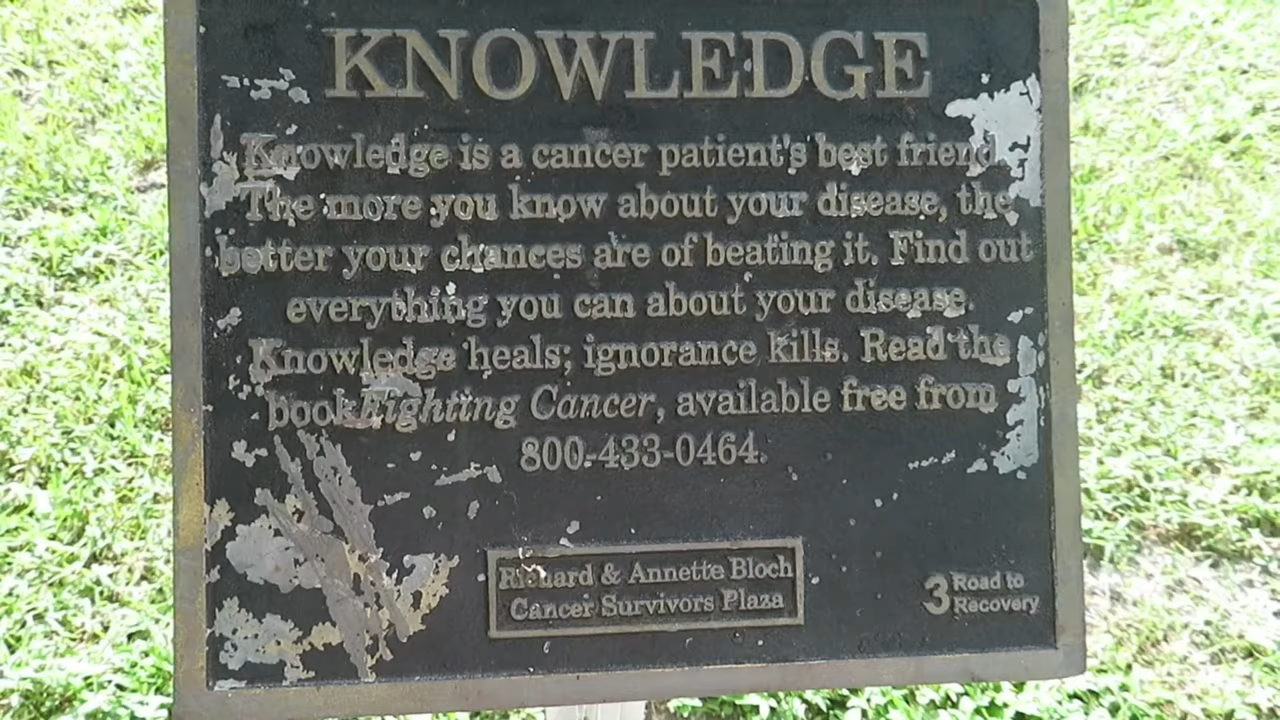 KNOWLEDGE
Knowledge is a cancer patient's best friend.
The more you know about your disease, the
better your chances are of beating it. Find out
everything you can about your disease.
Knowledge heals; ignorance kills. Read the
book Fighting Cancer, available free from
800-433-0464.
Richard & Annette Bloch
Cancer Survivors Plaza
3 Road to
Recovery